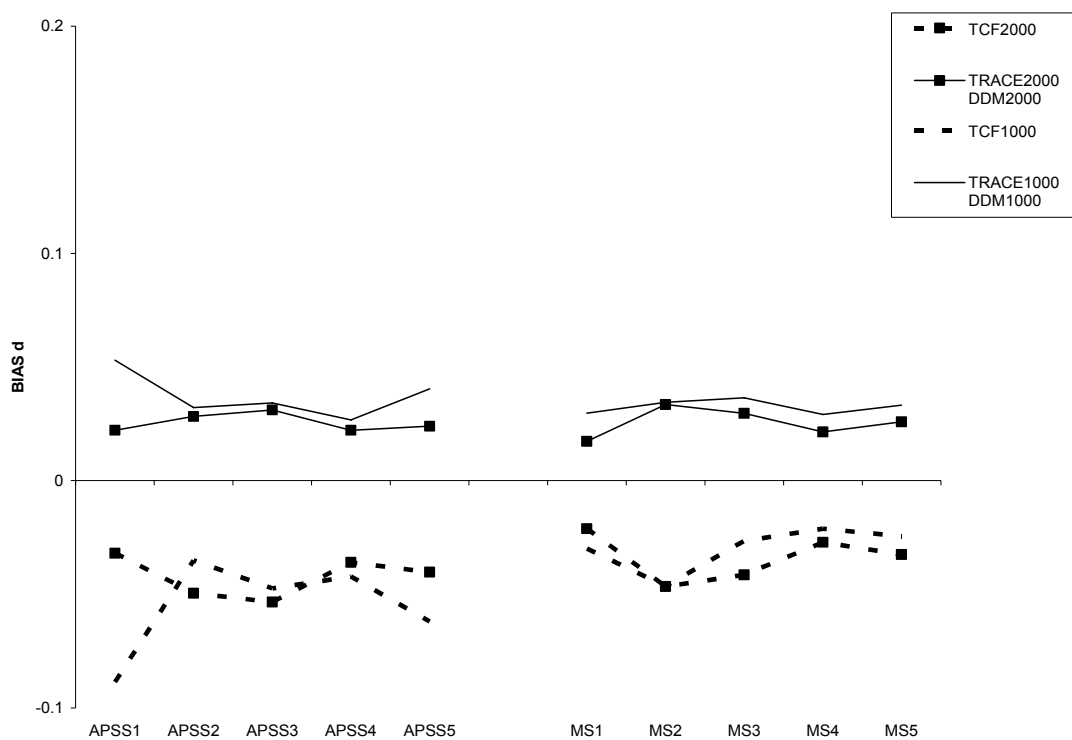 0.2
0.1
0
-0.1
BIAS d
APSS1 APSS2 APSS3 APSS4 APSS5 MS1 MS2 MS3 MS4 MS5
TCF2000
TRACE2000
DDM2000
TCF1000
TRACE1000
DDM1000